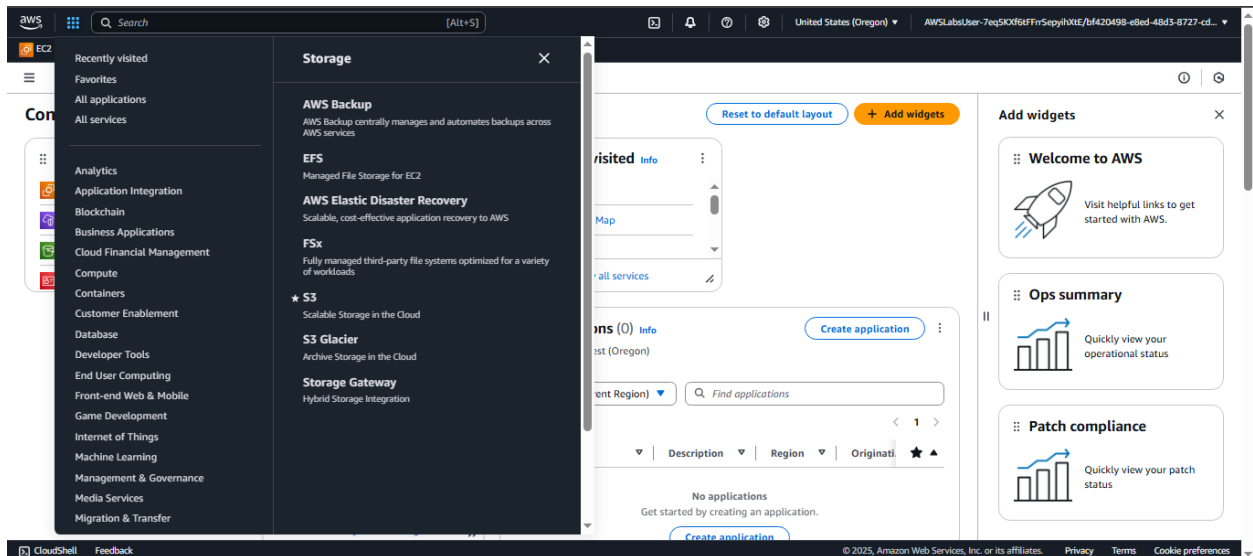 aws
Search [Alt+S]
United States (Oregon) ▼
AWSLabsUser-7eq5KXf6tFFrrSepyihXtE/bf420498-e8ed-48d3-8727-cd... ▼
EC2
Recently visited
Favorites
All applications
All services
Analytics
Application Integration
Blockchain
Business Applications
Cloud Financial Management
Compute
Containers
Customer Enablement
Database
Developer Tools
End User Computing
Front-end Web & Mobile
Game Development
Internet of Things
Machine Learning
Management & Governance
Media Services
Migration & Transfer
Storage
AWS Backup
AWS Backup centrally manages and automates backups across
AWS services
EFS
Managed File Storage for EC2
AWS Elastic Disaster Recovery
Scalable, cost-effective application recovery to AWS
FSx
Fully managed third-party file systems optimized for a variety
of workloads
S3
Scalable Storage in the Cloud
S3 Glacier
Archive Storage in the Cloud
Storage Gateway
Hybrid Storage Integration
Con
Reset to default layout
+ Add widgets
visited Info
Map
all services
ons (0) Info
Create application
est (Oregon)
rent Region) ▼
Find applications
1
Description
Region
Originati.
No applications
Get started by creating an application.
Create application
Add widgets
Welcome to AWS
Visit helpful links to get
started with AWS.
Ops summary
Quickly view your
operational status
Patch compliance
Quickly view your patch
status
CloudShell
Feedback
© 2025, Amazon Web Services, Inc. or its affiliates.
Privacy
Terms
Cookie preferences